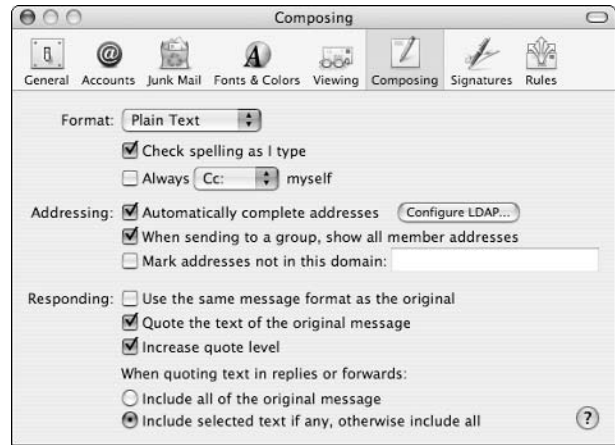 Composing
General Accounts Junk Mail Fonts & Colors Viewing Composing Signatures Rules
Format: Plain Text
Check spelling as I type
Always Cc: myself
Addressing: Automatically complete addresses Configure LDAP...
When sending to a group, show all member addresses
Mark addresses not in this domain:
Responding: Use the same message format as the original
Quote the text of the original message
Increase quote level
When quoting text in replies or forwards:
Include all of the original message
Include selected text if any, otherwise include all ?